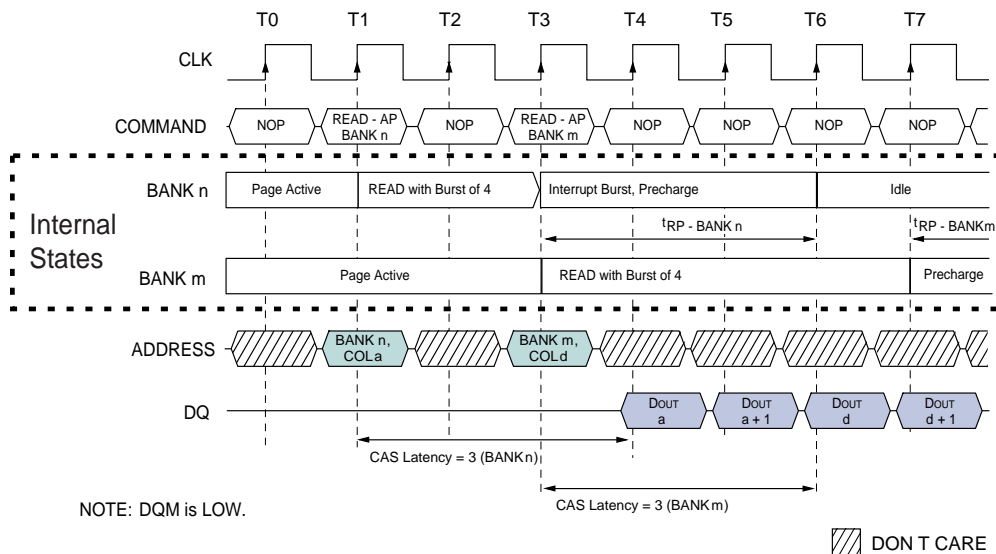 T0 T1 T2 T3 T4 T5 T6 T7
CLK
COMMAND
NOP
READ - AP
BANK n
NOP
READ - AP
BANK m
NOP
NOP
NOP
NOP
Internal
States
BANK n
Page Active
READ with Burst of 4
Interrupt Burst, Precharge
Idle
tRP - BANK n
tRP - BANK m
BANK m
Page Active
READ with Burst of 4
Precharge
ADDRESS
BANK n,
COL a
BANK m,
COL d
DQ
DOUT
a
DOUT
a + 1
DOUT
d
DOUT
d + 1
CAS Latency = 3 (BANK n)
CAS Latency = 3 (BANK m)
NOTE: DQM is LOW.
DON T CARE